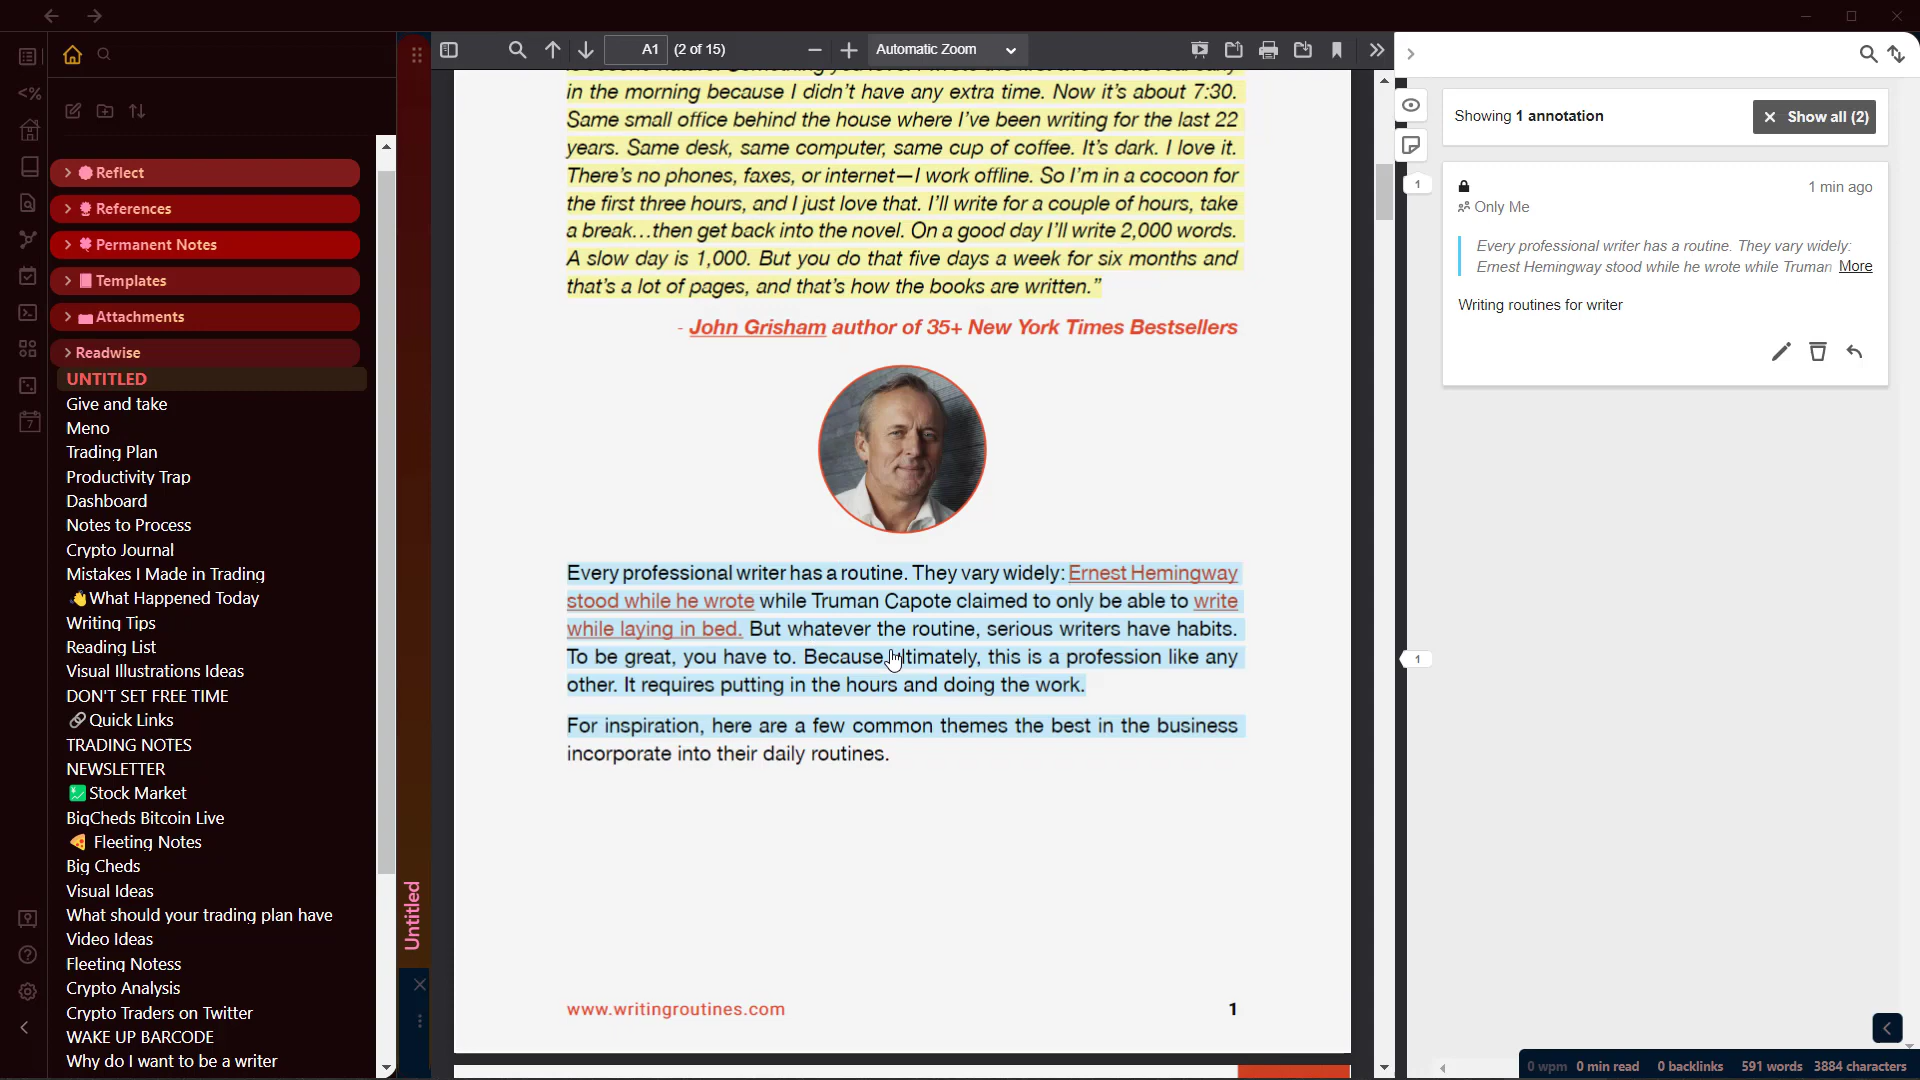 A1 (2 of 15)
Automatic Zoom
Reflect
References
Permanent Notes
Templates
Attachments
Readwise
UNTITLED
Give and take
Meno
Trading Plan
Productivity Trap
Dashboard
Notes to Process
Crypto Journal
Mistakes I Made in Trading
👋What Happened Today
Writing Tips
Reading List
Visual Illustrations Ideas
DON'T SET FREE TIME
🔗Quick Links
TRADING NOTES
NEWSLETTER
💹Stock Market
BigCheds Bitcoin Live
🍕 Fleeting Notes
Big Cheds
Visual Ideas
What should your trading plan have
Video Ideas
Fleeting Notess
Crypto Analysis
Crypto Traders on Twitter
WAKE UP BARCODE
Why do I want to be a writer
Untitled
in the morning because I didn't have any extra time. Now it's about 7:30.
Same small office behind the house where I've been writing for the last 22
years. Same desk, same computer, same cup of coffee. It's dark. I love it.
There's no phones, faxes, or internet—I work offline. So I'm in a cocoon for
the first three hours, and I just love that. I'll write for a couple of hours, take
a break…then get back into the novel. On a good day I'll write 2,000 words.
A slow day is 1,000. But you do that five days a week for six months and
that's a lot of pages, and that's how the books are written.”
- John Grisham author of 35+ New York Times Bestsellers
Every professional writer has a routine. They vary widely: Ernest Hemingway
stood while he wrote while Truman Capote claimed to only be able to write
while laying in bed. But whatever the routine, serious writers have habits.
To be great, you have to. Because ultimately, this is a profession like any
other. It requires putting in the hours and doing the work.
For inspiration, here are a few common themes the best in the business
incorporate into their daily routines.
www.writingroutines.com
1
Showing 1 annotation
× Show all (2)
1
1 min ago
Only Me
Every professional writer has a routine. They vary widely:
Ernest Hemingway stood while he wrote while Truman More
Writing routines for writer
1
0 wpm 0 min read 0 backlinks 591 words 3884 characters